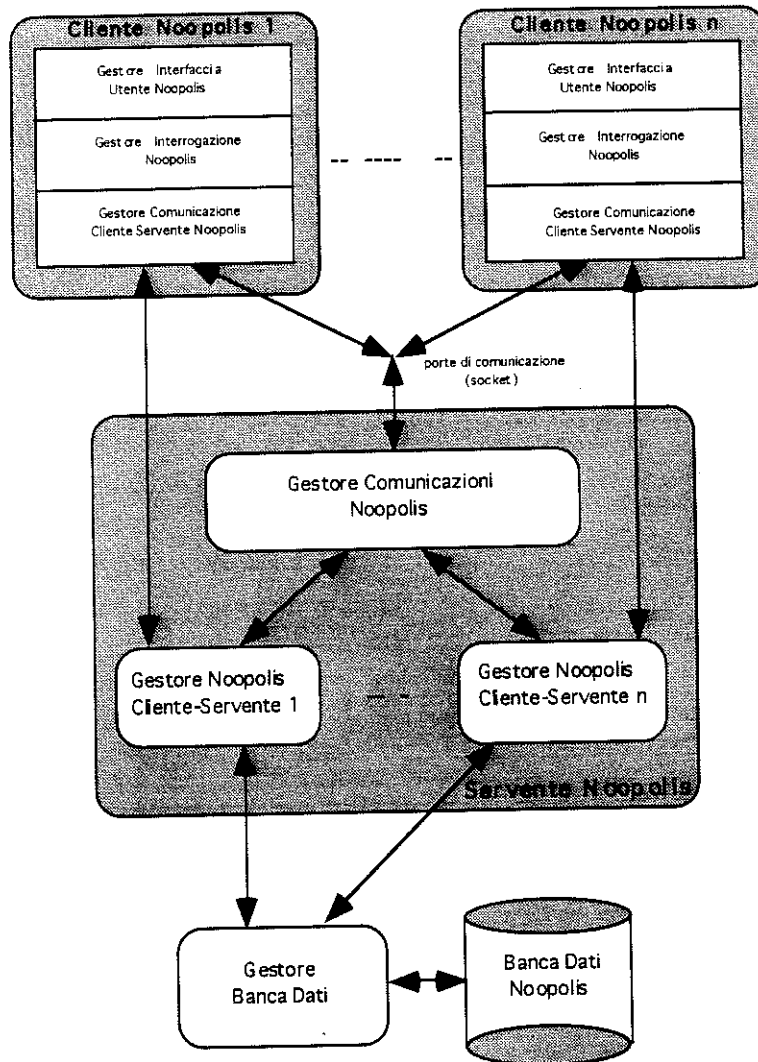 Cliente Noopolis 1
Gestore Interfaccia
Utente Noopolis
Gestore Interrogazione
Noopolis
Gestore Comunicazione
Cliente Servente Noopolis
Cliente Noopolis n
Gestore Interfaccia
Utente Noopolis
Gestore Interrogazione
Noopolis
Gestore Comunicazione
Cliente Servente Noopolis
porte di comunicazione
(socket)
Gestore Comunicazioni
Noopolis
Gestore Noopolis
Cliente-Servente 1
Gestore Noopolis
Cliente-Servente n
Servente Noopolis
Gestore
Banca Dati
Banca Dati
Noopolis